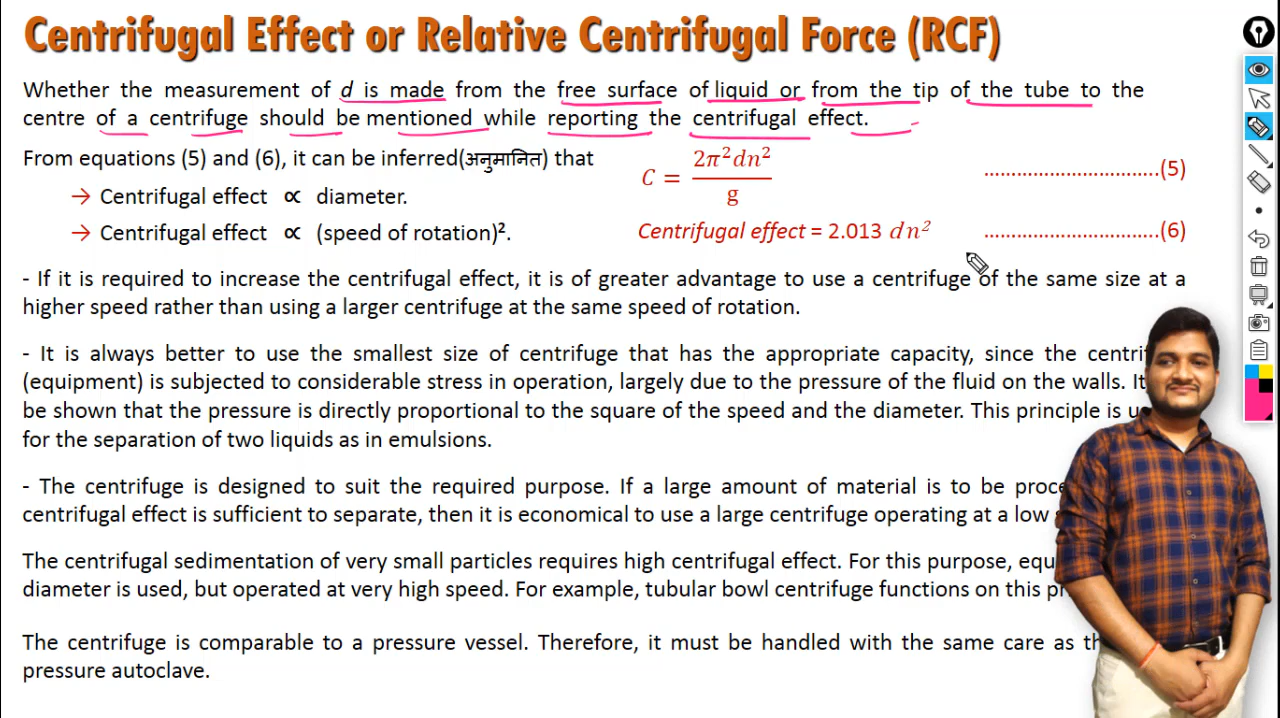 Centrifugal Effect or Relative Centrifugal Force (RCF)
Whether the measurement of d is made from the free surface of liquid or from the tip of the tube to the
centre of a centrifuge should be mentioned while reporting the centrifugal effect.
From equations (5) and (6), it can be inferred(अनुमानित) that
→ Centrifugal effect ∝ diameter.
→ Centrifugal effect ∝ (speed of rotation)².
C = 2π²dn² / g ................................(5)
Centrifugal effect = 2.013 dn² ................................(6)
- If it is required to increase the centrifugal effect, it is of greater advantage to use a centrifuge of the same size at a
higher speed rather than using a larger centrifuge at the same speed of rotation.
- It is always better to use the smallest size of centrifuge that has the appropriate capacity, since the
(equipment) is subjected to considerable stress in operation, largely due to the pressure of the fluid on the walls. It
be shown that the pressure is directly proportional to the square of the speed and the diameter. This principle is
for the separation of two liquids as in emulsions.
- The centrifuge is designed to suit the required purpose. If a large amount of material is to be
centrifugal effect is sufficient to separate, then it is economical to use a large centrifuge operating at a low
The centrifugal sedimentation of very small particles requires high centrifugal effect. For this purpose,
diameter is used, but operated at very high speed. For example, tubular bowl centrifuge functions on this
The centrifuge is comparable to a pressure vessel. Therefore, it must be handled with the same care as
pressure autoclave.